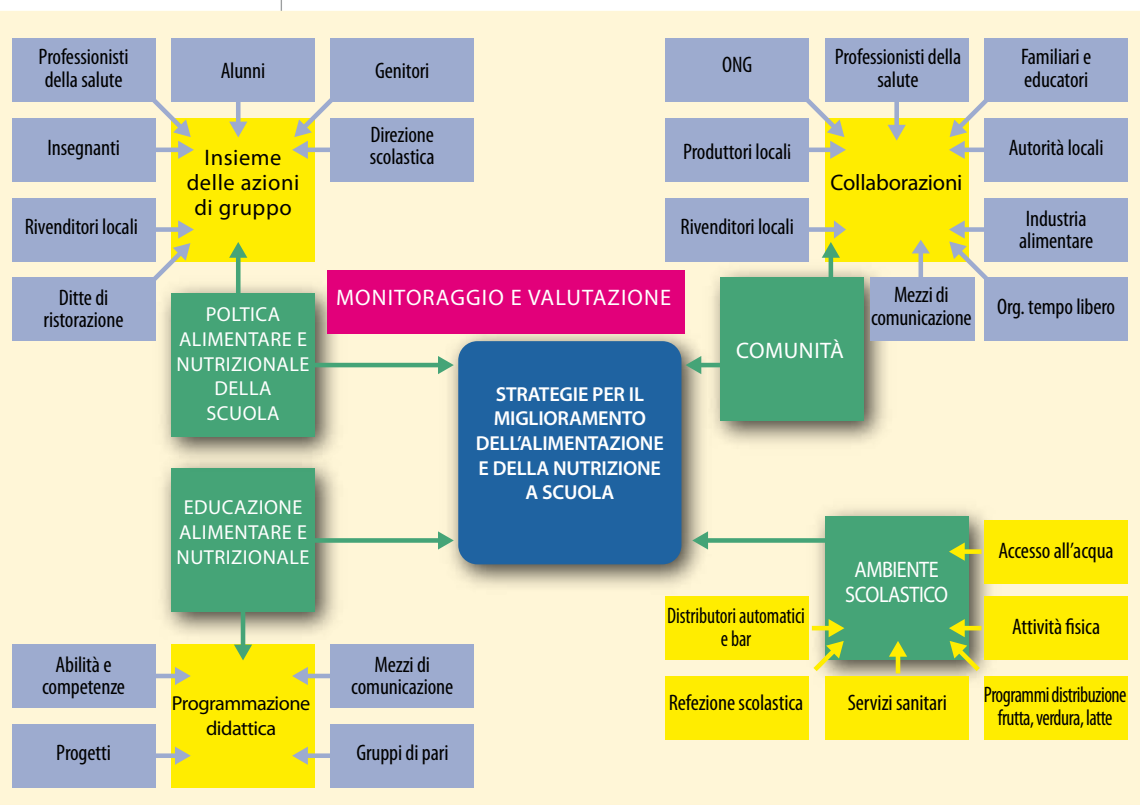 Professionisti
della salute
Alunni
Genitori
Insegnanti
Direzione
scolastica
Insieme
delle azioni
di gruppo
Rivenditori locali
Ditte di
ristorazione
ONG
Professionisti della
salute
Familiari e
educatori
Produttori locali
Autorità locali
Collaborazioni
Rivenditori locali
Industria
alimentare
Mezzi di
comunicazione
Org. tempo libero
MONITORAGGIO E VALUTAZIONE
POLTICA
ALIMENTARE E
NUTRIZIONALE
DELLA
SCUOLA
COMUNITÀ
STRATEGIE PER IL
MIGLIORAMENTO
DELL'ALIMENTAZIONE
E DELLA NUTRIZIONE
A SCUOLA
EDUCAZIONE
ALIMENTARE E
NUTRIZIONALE
AMBIENTE
SCOLASTICO
Accesso all'acqua
Distributori automatici
e bar
Attività fisica
Refezione scolastica
Servizi sanitari
Programmi distribuzione
frutta, verdura, latte
Abilità e
competenze
Mezzi di
comunicazione
Programmazione
didattica
Progetti
Gruppi di pari